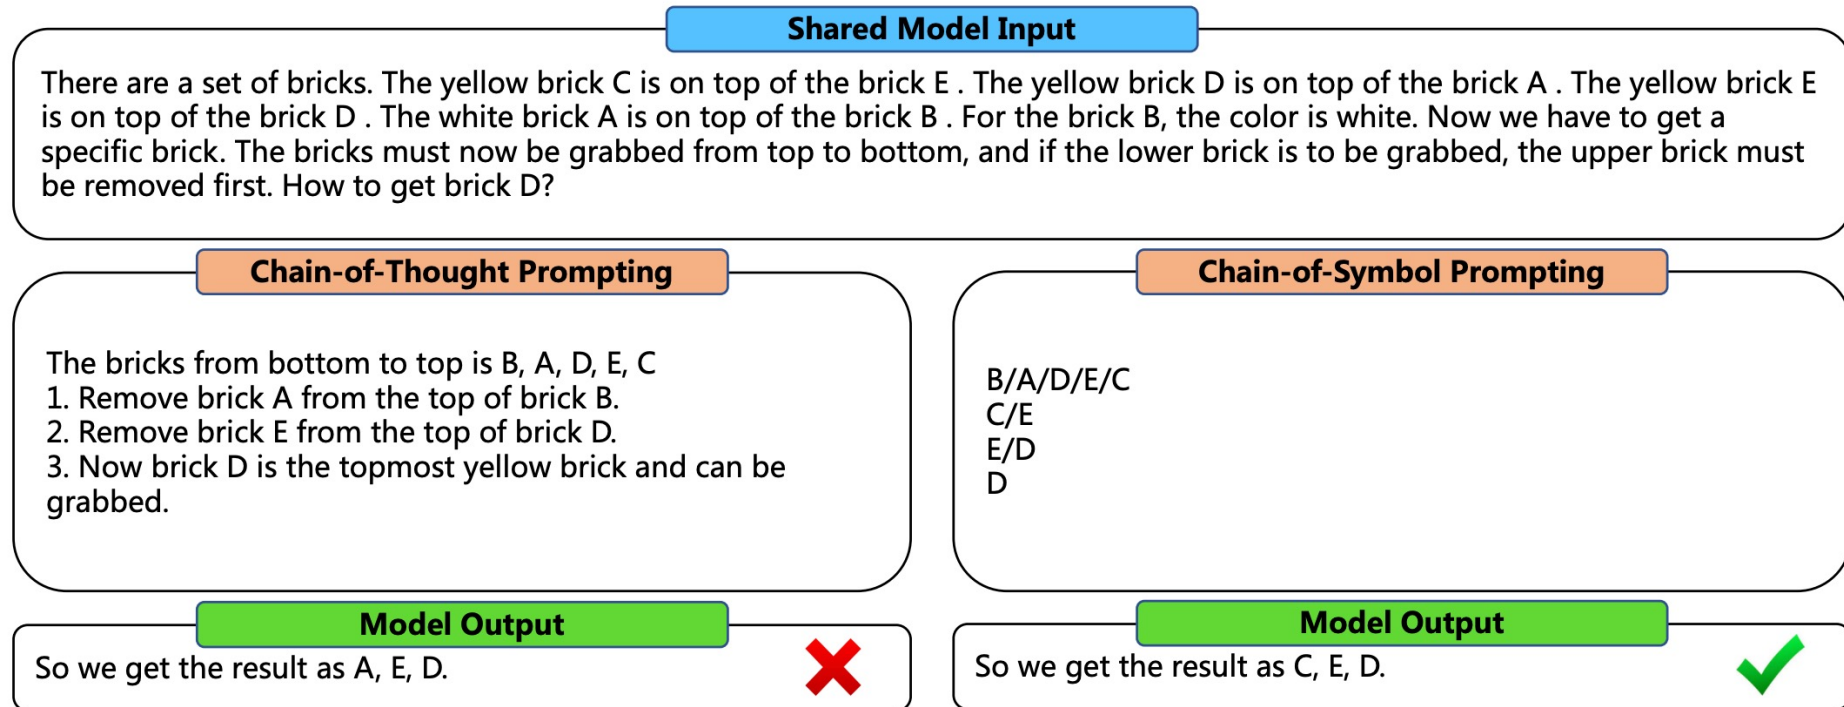 Shared Model Input
There are a set of bricks. The yellow brick C is on top of the brick E . The yellow brick D is on top of the brick A . The yellow brick E
is on top of the brick D . The white brick A is on top of the brick B . For the brick B, the color is white. Now we have to get a
specific brick. The bricks must now be grabbed from top to bottom, and if the lower brick is to be grabbed, the upper brick must
be removed first. How to get brick D?
Chain-of-Thought Prompting
The bricks from bottom to top is B, A, D, E, C
1. Remove brick A from the top of brick B.
2. Remove brick E from the top of brick D.
3. Now brick D is the topmost yellow brick and can be
grabbed.
Model Output
So we get the result as A, E, D.
Chain-of-Symbol Prompting
B/A/D/E/C
C/E
E/D
D
Model Output
So we get the result as C, E, D.